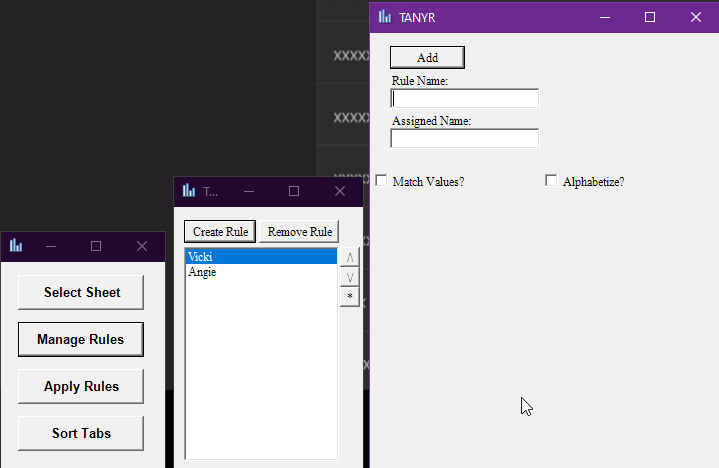 TANYR
Add
Rule Name:
Assigned Name:
Match Values?
Alphabetize?
XXXXX
XXXX
T...
Create Rule
Remove Rule
Vicki
Angie
*
Select Sheet
Manage Rules
Apply Rules
Sort Tabs